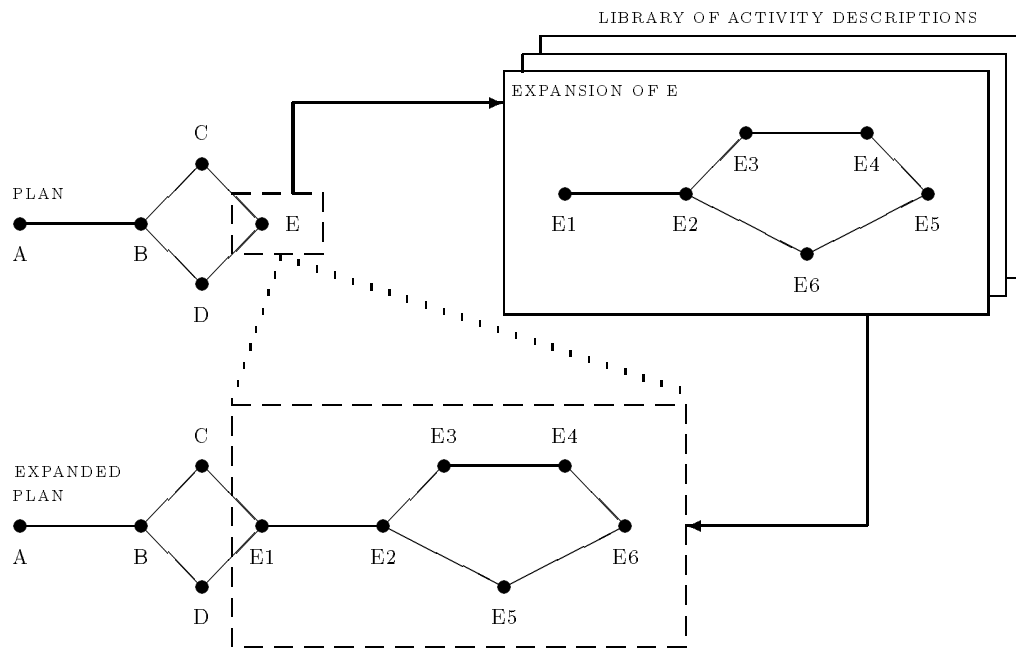 LIBRARY OF ACTIVITY DESCRIPTIONS
EXPANSION OF E
C
E3
E4
PLAN
E
A
B
E1
E2
E5
D
E6
C
E3
E4
EXPANDED
PLAN
A
B
E1
E2
E6
D
E5